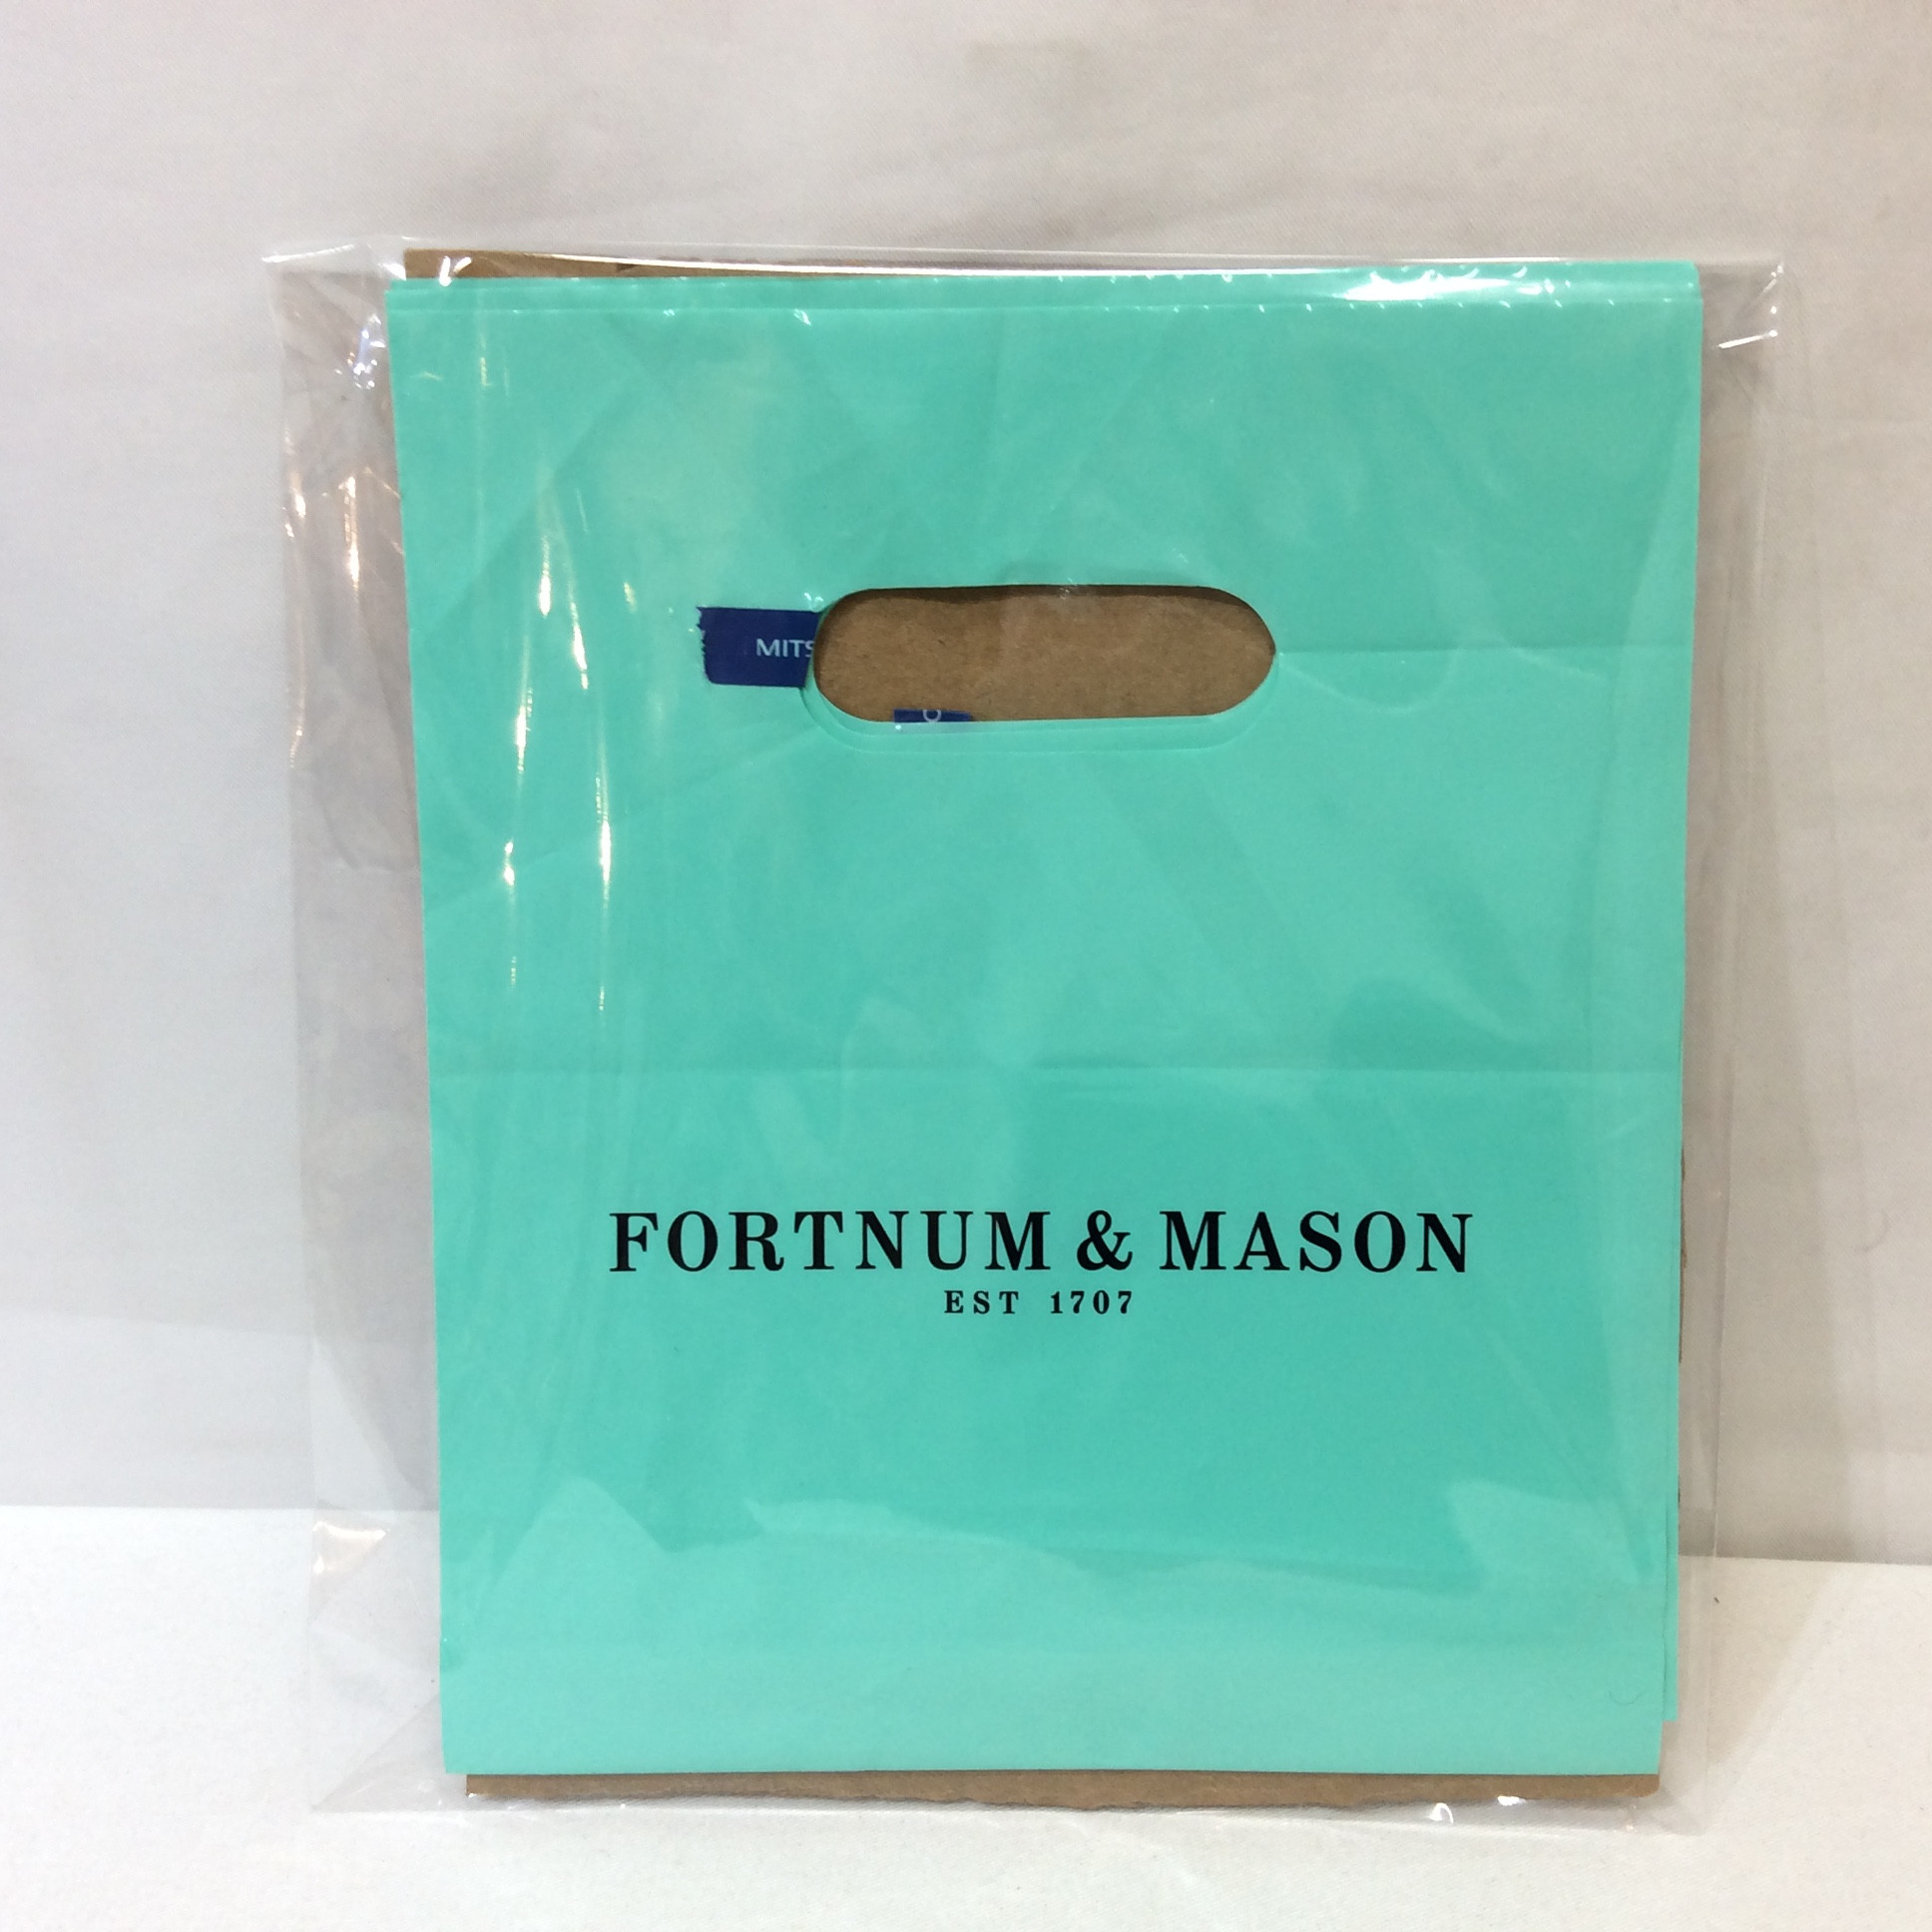 MITS
FORTNUM & MASON
EST 1707